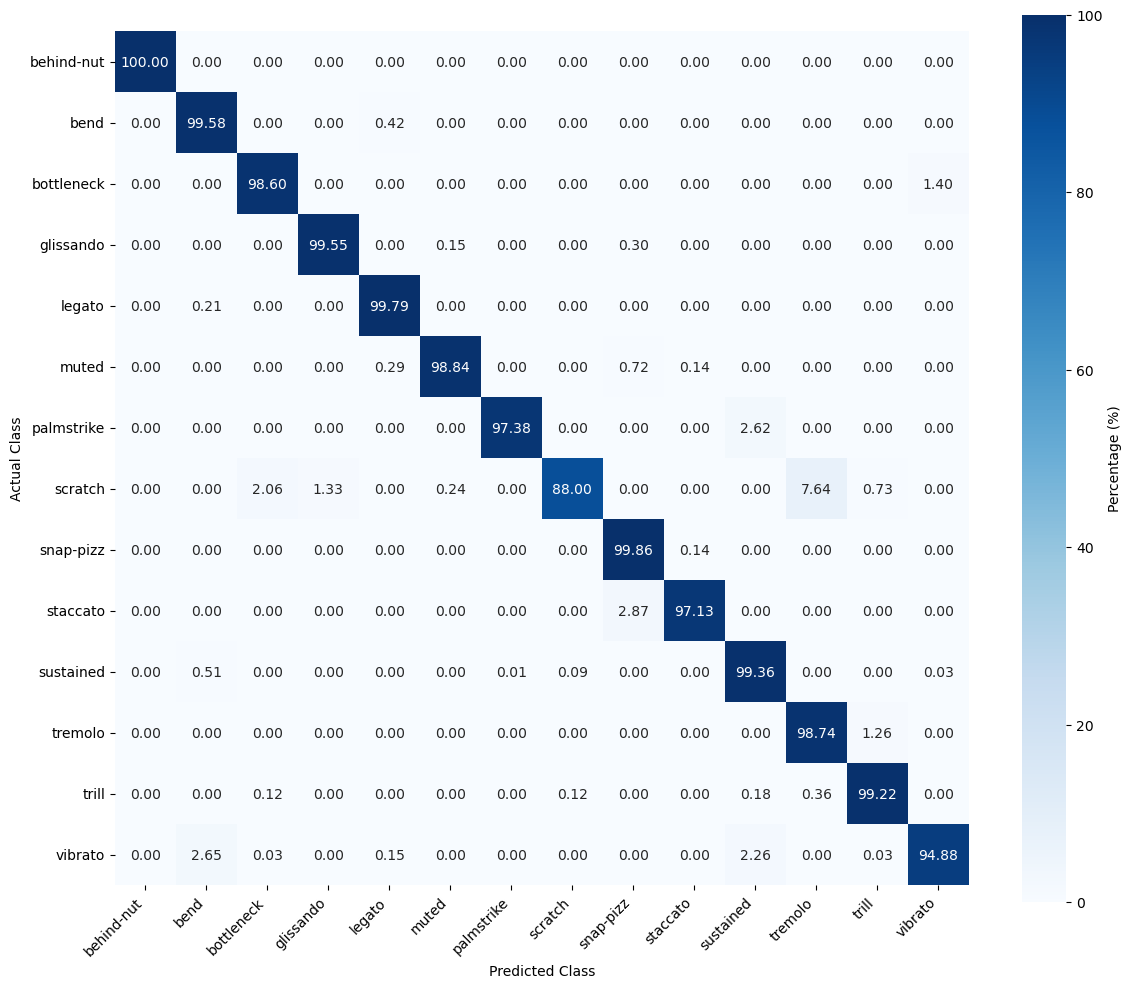 behind-nut 100.00 0.00 0.00 0.00 0.00 0.00 0.00 0.00 0.00 0.00 0.00 0.00 0.00 0.00
bend 0.00 99.58 0.00 0.00 0.42 0.00 0.00 0.00 0.00 0.00 0.00 0.00 0.00 0.00
bottleneck 0.00 0.00 98.60 0.00 0.00 0.00 0.00 0.00 0.00 0.00 0.00 0.00 0.00 1.40
glissando 0.00 0.00 0.00 99.55 0.00 0.15 0.00 0.00 0.30 0.00 0.00 0.00 0.00 0.00
legato 0.00 0.21 0.00 0.00 99.79 0.00 0.00 0.00 0.00 0.00 0.00 0.00 0.00 0.00
muted 0.00 0.00 0.00 0.00 0.29 98.84 0.00 0.00 0.72 0.14 0.00 0.00 0.00 0.00
palmstrike 0.00 0.00 0.00 0.00 0.00 0.00 97.38 0.00 0.00 0.00 2.62 0.00 0.00 0.00
scratch 0.00 0.00 2.06 1.33 0.00 0.24 0.00 88.00 0.00 0.00 0.00 7.64 0.73 0.00
snap-pizz 0.00 0.00 0.00 0.00 0.00 0.00 0.00 0.00 99.86 0.14 0.00 0.00 0.00 0.00
staccato 0.00 0.00 0.00 0.00 0.00 0.00 0.00 0.00 2.87 97.13 0.00 0.00 0.00 0.00
sustained 0.00 0.51 0.00 0.00 0.00 0.00 0.01 0.09 0.00 0.00 99.36 0.00 0.00 0.03
tremolo 0.00 0.00 0.00 0.00 0.00 0.00 0.00 0.00 0.00 0.00 0.00 98.74 1.26 0.00
trill 0.00 0.00 0.12 0.00 0.00 0.00 0.00 0.12 0.00 0.00 0.18 0.36 99.22 0.00
vibrato 0.00 2.65 0.03 0.00 0.15 0.00 0.00 0.00 0.00 0.00 2.26 0.00 0.03 94.88
behind-nut bend bottleneck glissando legato muted palmstrike scratch snap-pizz staccato sustained tremolo trill vibrato
Predicted Class
Actual Class
100
80
60
40
20
0
Percentage (%)